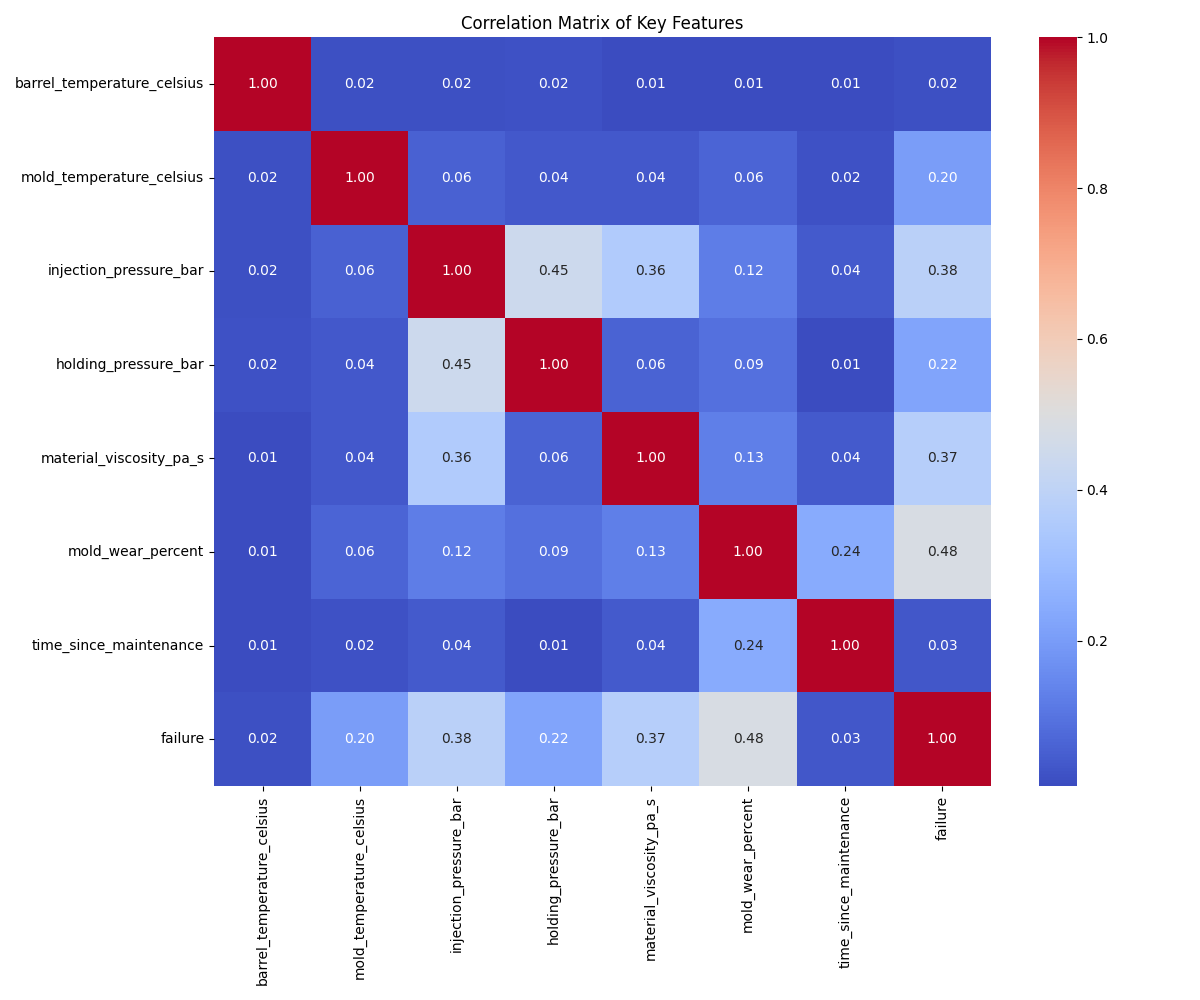 Correlation Matrix of Key Features
barrel_temperature_celsius 1.00 0.02 0.02 0.02 0.01 0.01 0.01 0.02
mold_temperature_celsius 0.02 1.00 0.06 0.04 0.04 0.06 0.02 0.20
injection_pressure_bar 0.02 0.06 1.00 0.45 0.36 0.12 0.04 0.38
holding_pressure_bar 0.02 0.04 0.45 1.00 0.06 0.09 0.01 0.22
material_viscosity_pa_s 0.01 0.04 0.36 0.06 1.00 0.13 0.04 0.37
mold_wear_percent 0.01 0.06 0.12 0.09 0.13 1.00 0.24 0.48
time_since_maintenance 0.01 0.02 0.04 0.01 0.04 0.24 1.00 0.03
failure 0.02 0.20 0.38 0.22 0.37 0.48 0.03 1.00
barrel_temperature_celsius
mold_temperature_celsius
injection_pressure_bar
holding_pressure_bar
material_viscosity_pa_s
mold_wear_percent
time_since_maintenance
failure
1.0
0.8
0.6
0.4
0.2